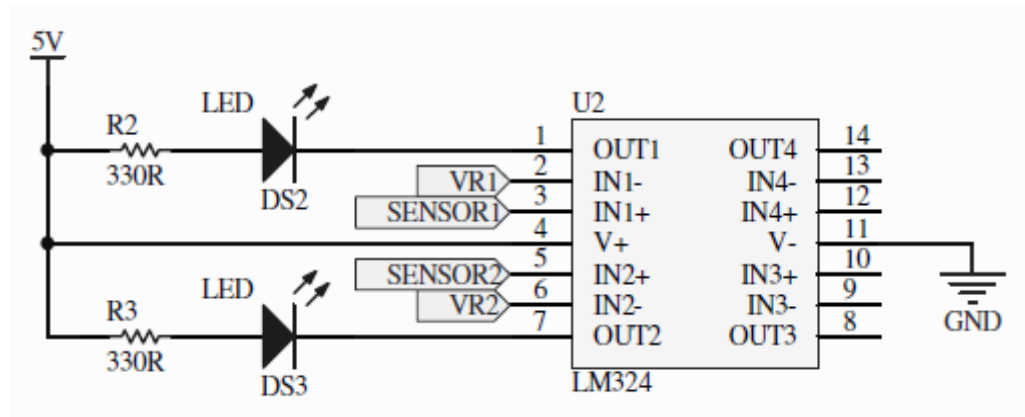 5V
LED
U2
R2
330R
DS2
1 OUT1 OUT4 14
VR1 2 IN1- IN4- 13
SENSOR1 3 IN1+ IN4+ 12
4 V+ V- 11
SENSOR2 5 IN2+ IN3+ 10
VR2 6 IN2- IN3- 9
7 OUT2 OUT3 8
LED
R3
330R
DS3
GND
LM324